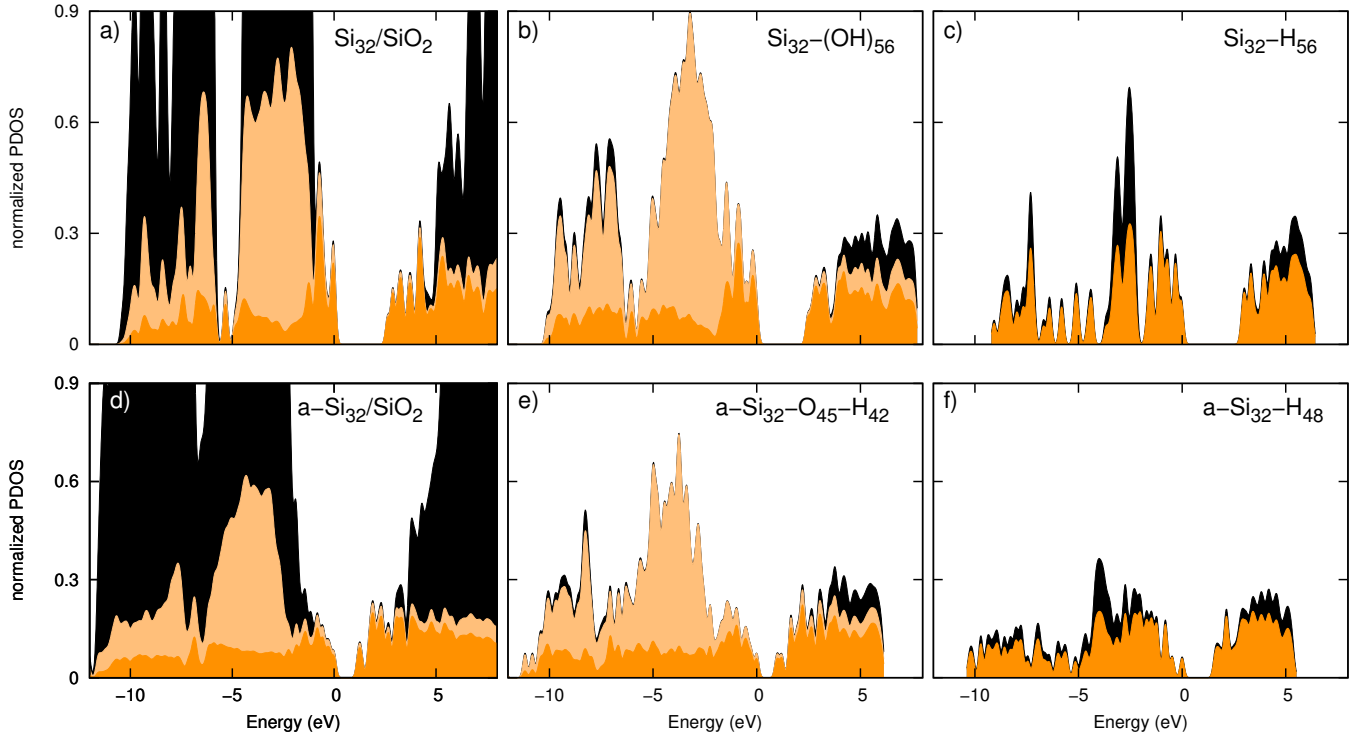 a) Si32/SiO2
b) Si32−(OH)56
c) Si32−H56
normalized PDOS
0.9
0.6
0.3
0
d) a−Si32/SiO2
e) a−Si32−O45−H42
f) a−Si32−H48
normalized PDOS
0.9
0.6
0.3
0
−10 −5 0 5
−10 −5 0 5
−10 −5 0 5
Energy (eV)
Energy (eV)
Energy (eV)